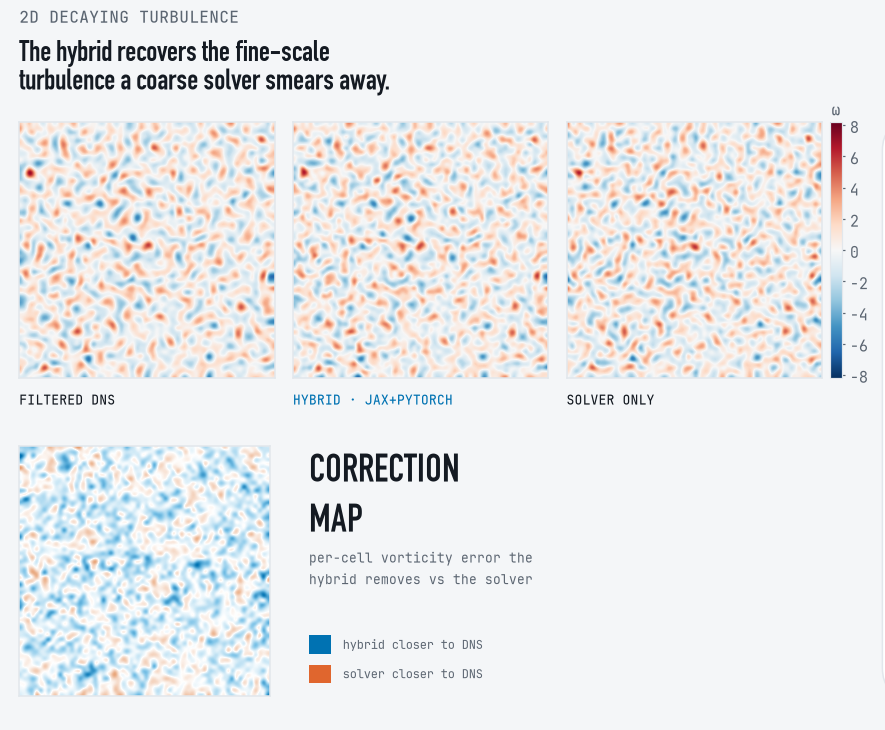 2D DECAYING TURBULENCE
The hybrid recovers the fine-scale
turbulence a coarse solver smears away.
ω
8
6
4
2
0
-2
-4
-6
-8
FILTERED DNS
HYBRID · JAX+PYTORCH
SOLVER ONLY
CORRECTION
MAP
per-cell vorticity error the
hybrid removes vs the solver
hybrid closer to DNS
solver closer to DNS